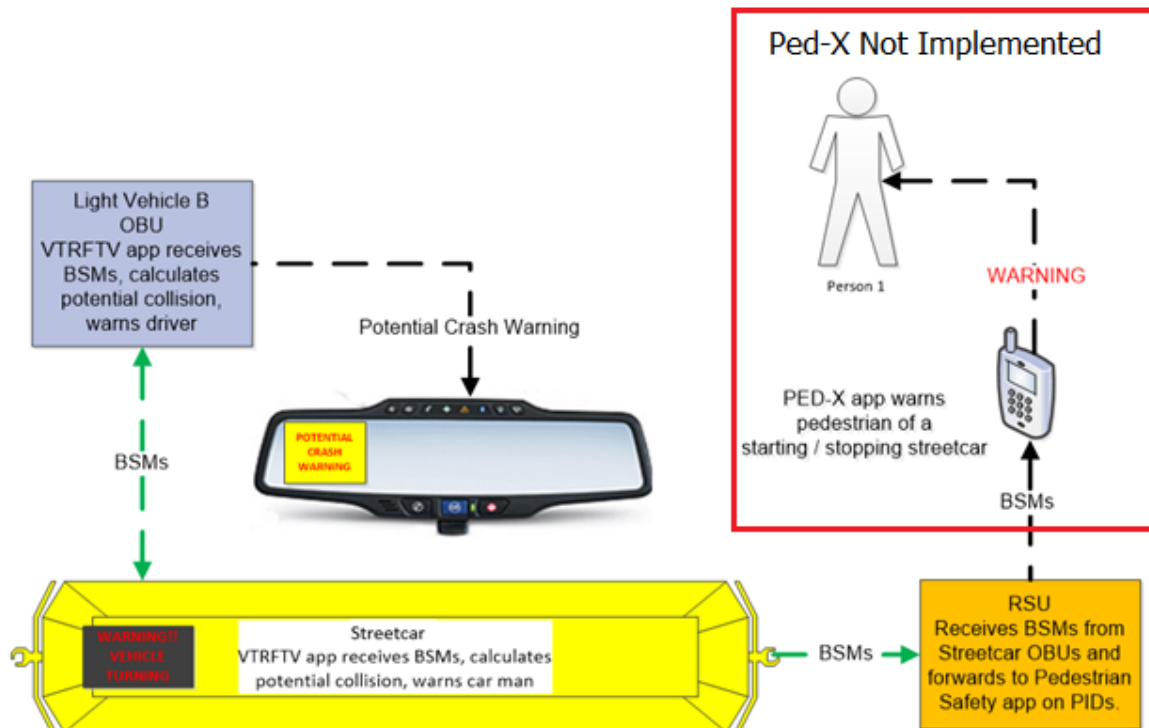 Ped-X Not Implemented
Person 1
WARNING
PED-X app warns
pedestrian of a
starting / stopping streetcar
BSMs
Light Vehicle B
OBU
VTRFTV app receives
BSMs, calculates
potential collision,
warns driver
Potential Crash Warning
POTENTIAL
CRASH
WARNING
BSMs
WARNING!!
VEHICLE
TURNING
Streetcar
VTRFTV app receives BSMs, calculates
potential collision, warns car man
BSMs
RSU
Receives BSMs from
Streetcar OBUs and
forwards to Pedestrian
Safety app on PIDs.